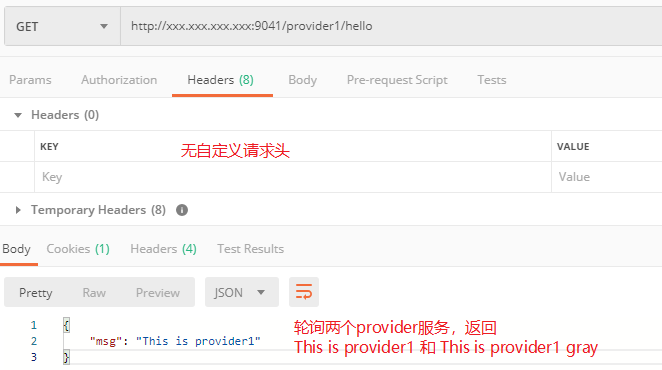 GET http://xxx.xxx.xxx.xxx:9041/provider1/hello
Params Authorization Headers (8) Body Pre-request Script Tests
Headers (0)
KEY VALUE
无自定义请求头
Key Value
Temporary Headers (8) i
Body Cookies (1) Headers (4) Test Results
Pretty Raw Preview JSON
1 {
2 "msg": "This is provider1"
3 }
轮询两个provider服务，返回
This is provider1 和 This is provider1 gray